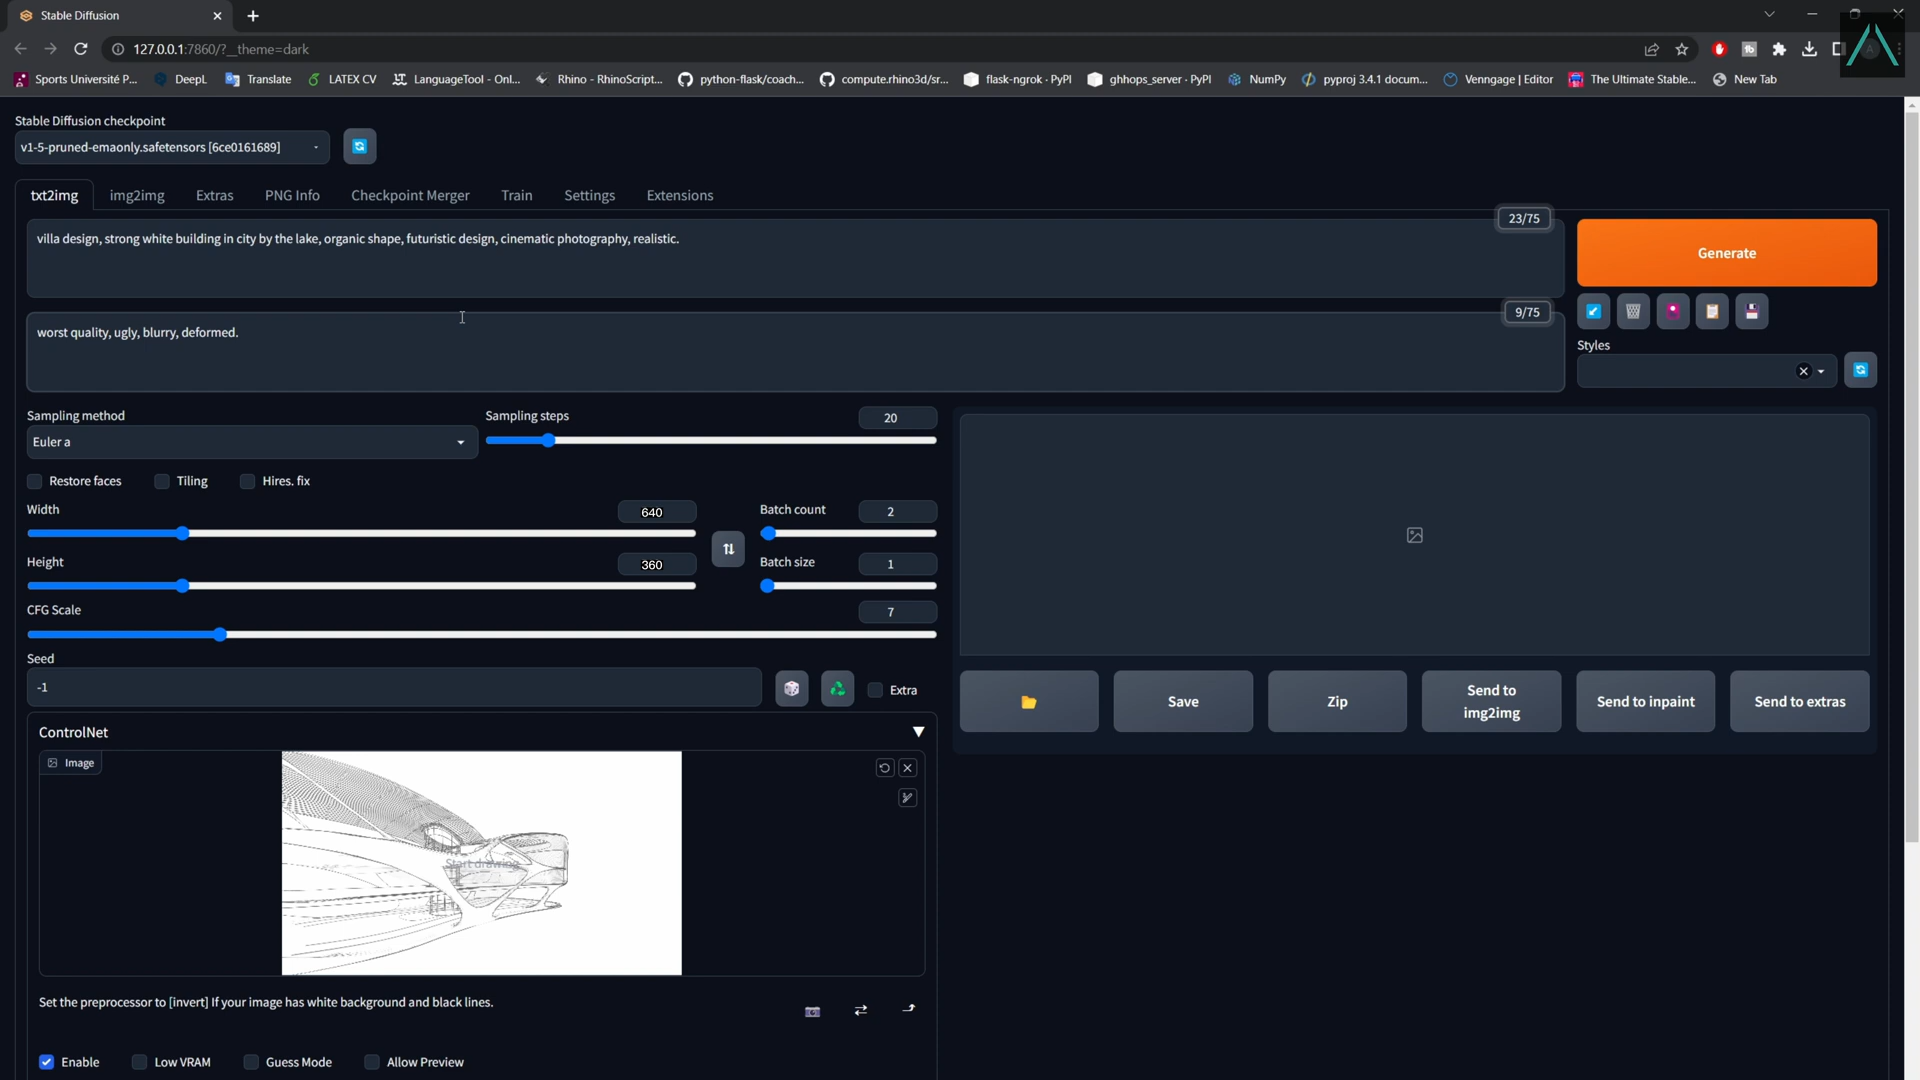 Stable Diffusion
127.0.0.1:7860/?__theme=dark
Sports Université P... DeepL Translate LATEX CV LanguageTool - Onl... Rhino - RhinoScript... python-flask/coach... compute.rhino3d/sr... flask-ngrok · PyPI ghhops_server · PyPI NumPy pyproj 3.4.1 docum... Venngage | Editor The Ultimate Stable... New Tab
Stable Diffusion checkpoint
v1-5-pruned-emaonly.safetensors [6ce0161689]
txt2img img2img Extras PNG Info Checkpoint Merger Train Settings Extensions
23/75
villa design, strong white building in city by the lake, organic shape, futuristic design, cinematic photography, realistic.
Generate
9/75
worst quality, ugly, blurry, deformed.
Styles
Sampling method
Euler a
Sampling steps
20
Restore faces Tiling Hires. fix
Width
640
Batch count
2
Height
360
Batch size
1
CFG Scale
7
Seed
-1
Extra
Save
Zip
Send to
img2img
Send to inpaint
Send to extras
ControlNet
Image
Start drawing
Set the preprocessor to [invert] If your image has white background and black lines.
Enable Low VRAM Guess Mode Allow Preview